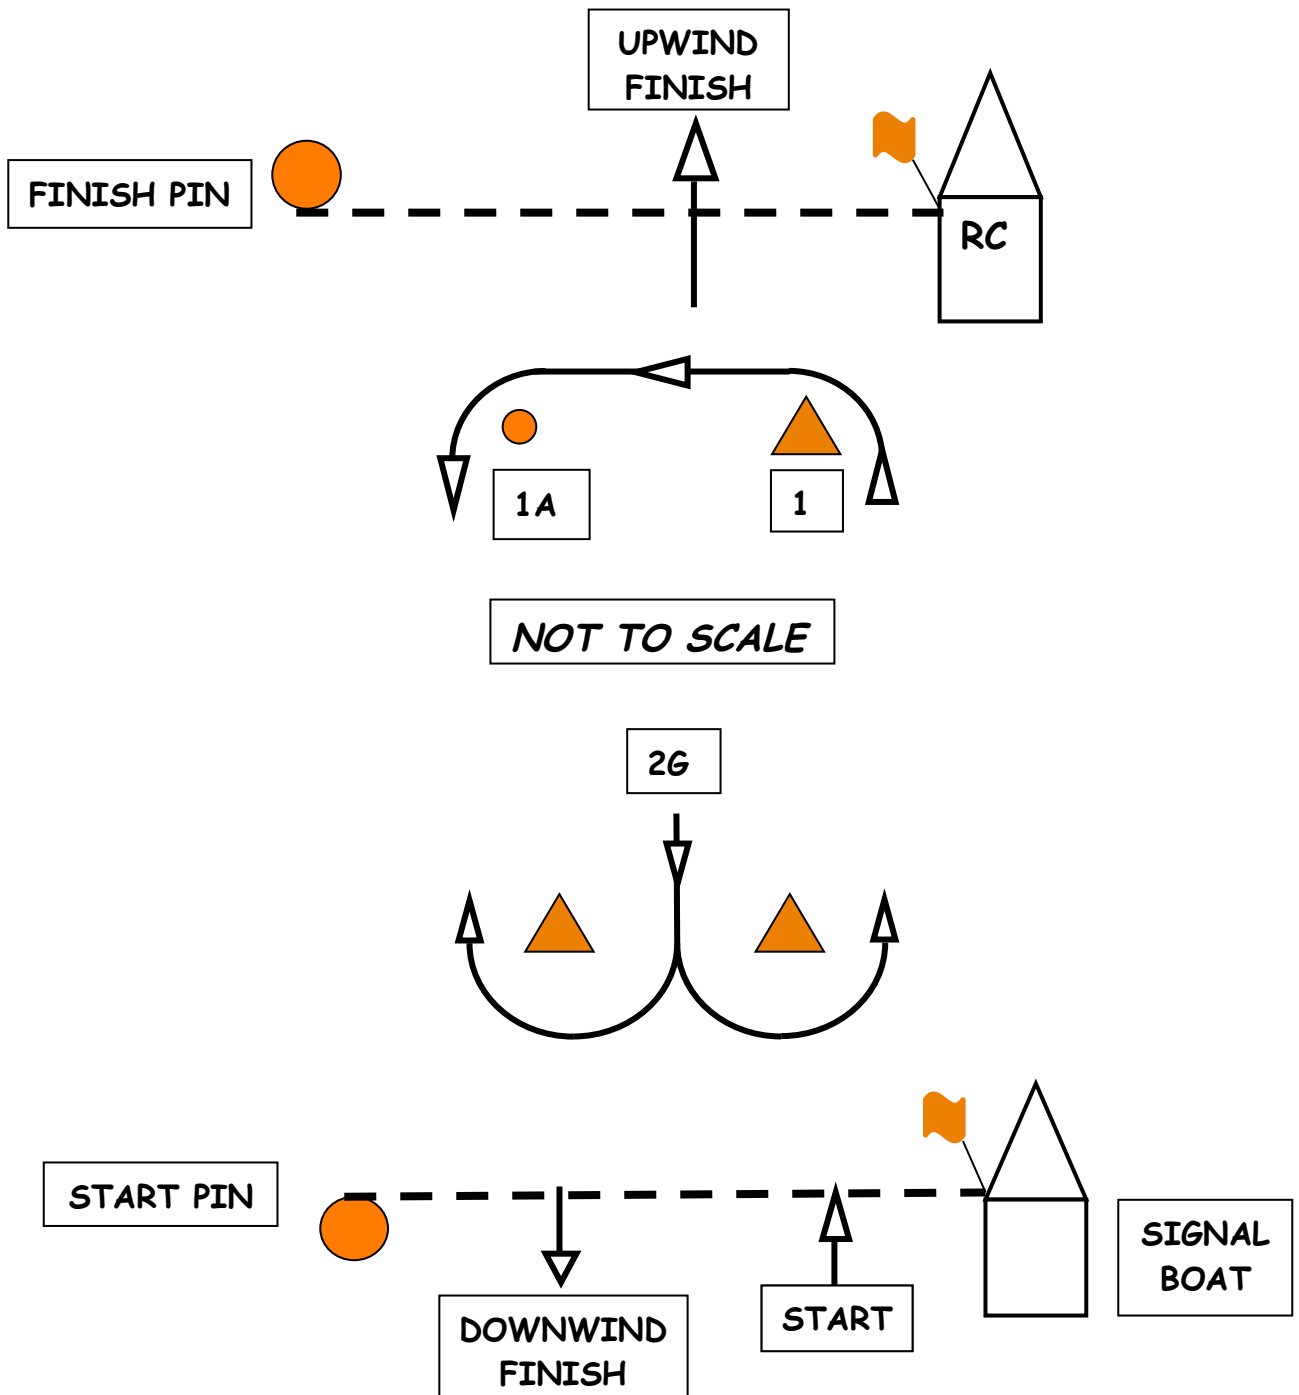 UPWIND
FINISH
FINISH PIN
RC
1A
1
NOT TO SCALE
2G
START PIN
SIGNAL
BOAT
START
DOWNWIND
FINISH